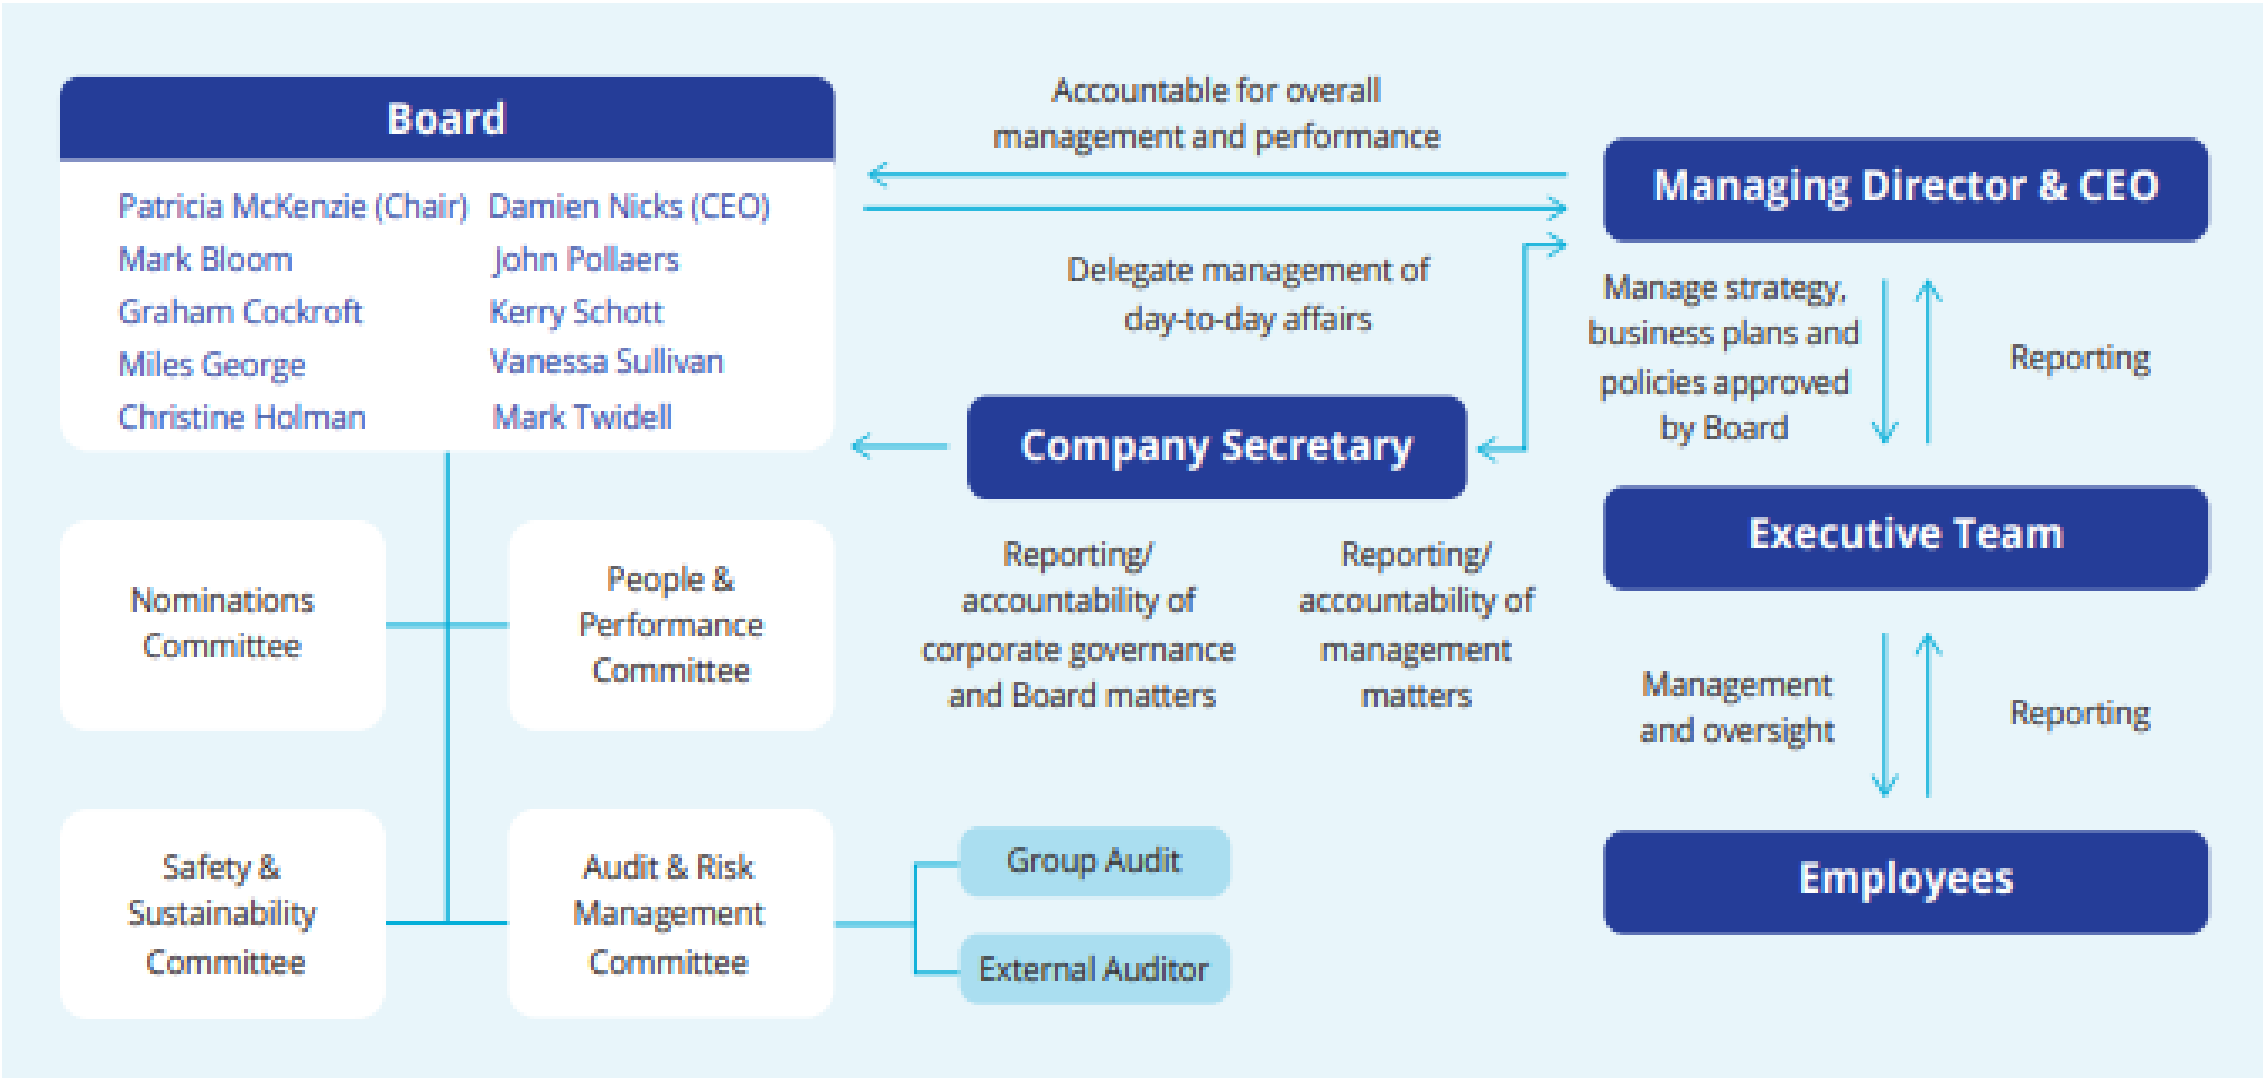 Board
Patricia McKenzie (Chair) Damien Nicks (CEO)
Mark Bloom John Pollaers
Graham Cockroft Kerry Schott
Miles George Vanessa Sullivan
Christine Holman Mark Twidell
Accountable for overall
management and performance
Delegate management of
day-to-day affairs
Managing Director & CEO
Manage strategy,
business plans and
policies approved
by Board
Reporting
Company Secretary
Reporting/
accountability of
corporate governance
and Board matters
Reporting/
accountability of
management
matters
Executive Team
Management
and oversight
Reporting
Employees
Nominations
Committee
People &
Performance
Committee
Safety &
Sustainability
Committee
Audit & Risk
Management
Committee
Group Audit
External Auditor